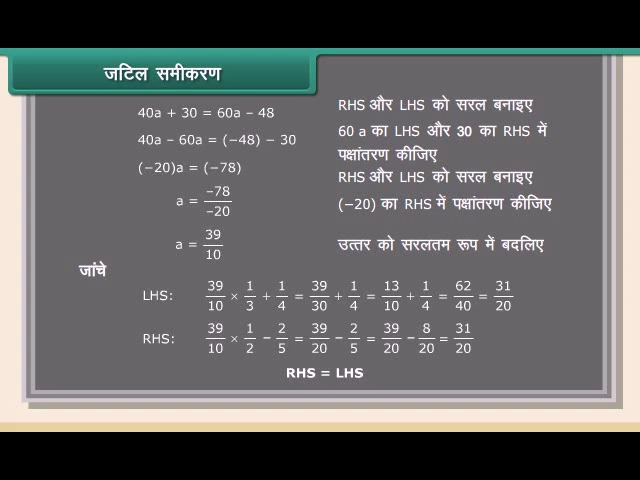 जटिल समीकरण
40a + 30 = 60a – 48 RHS और LHS को सरल बनाइए
40a – 60a = (−48) − 30 60 a का LHS और 30 का RHS में
पक्षांतरण कीजिए
(−20)a = (−78) RHS और LHS को सरल बनाइए
a = –78/–20 (−20) का RHS में पक्षांतरण कीजिए
a = 39/10 उत्तर को सरलतम रूप में बदलिए
जांचे
LHS: 39/10 × 1/3 + 1/4 = 39/30 + 1/4 = 13/10 + 1/4 = 62/40 = 31/20
RHS: 39/10 × 1/2 − 2/5 = 39/20 − 2/5 = 39/20 − 8/20 = 31/20
RHS = LHS